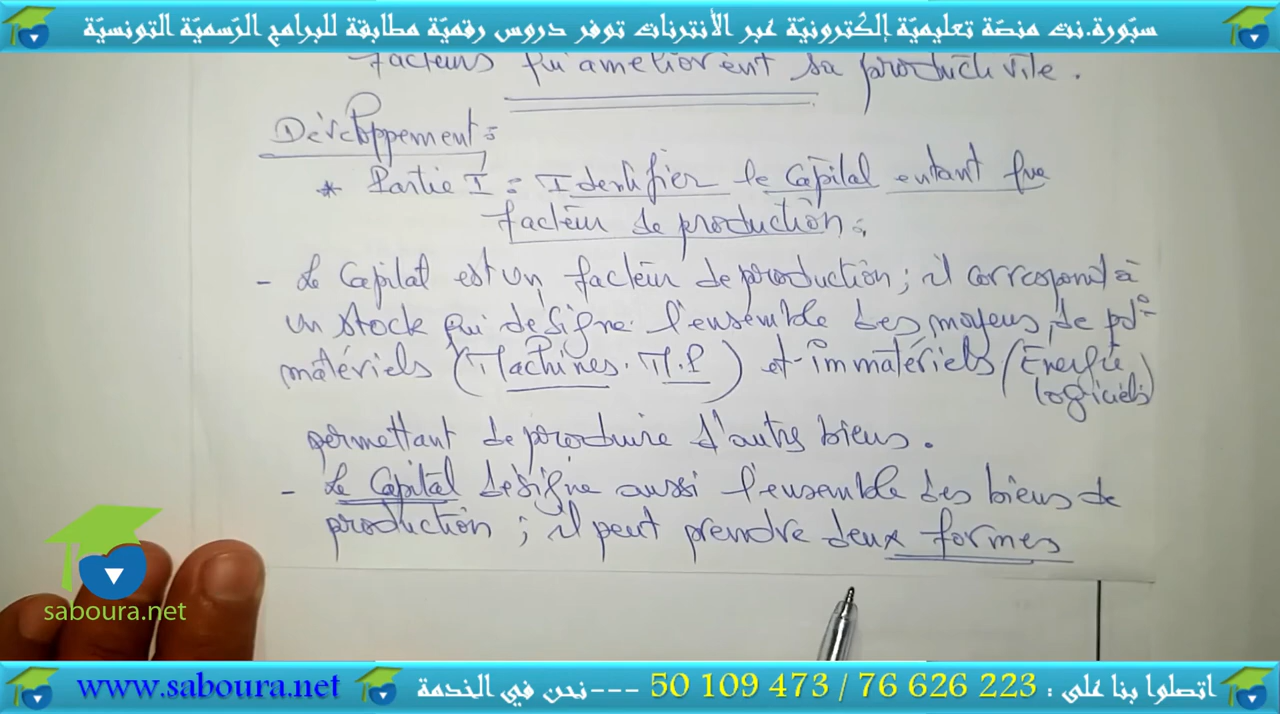 سبّورة.نت منصّة تعليميّة إلكترونيّة عبر الأنترنات توفر دروس رقميّة مطابقة للبرامج الرّسميّة التونسيّة
facteurs qui améliorent sa productivité.
Développement:
* Partie I : Identifier le capital entant que
facteur de production:
- Le Capital est un facteur de production; il correspond à
un stock qui désigne l'ensemble des moyens de pd°
matériels (Machines. M.P) et immatériels (Energie
logiciels)
permettant de produire d'autrs biens.
- Le Capital désigne aussi l'ensemble des biens de
production ; il peut prendre deux formes
saboura.net
www.saboura.net اتصلوا بنا على : 223 626 76 / 473 109 50 ---نحن في الخدمة